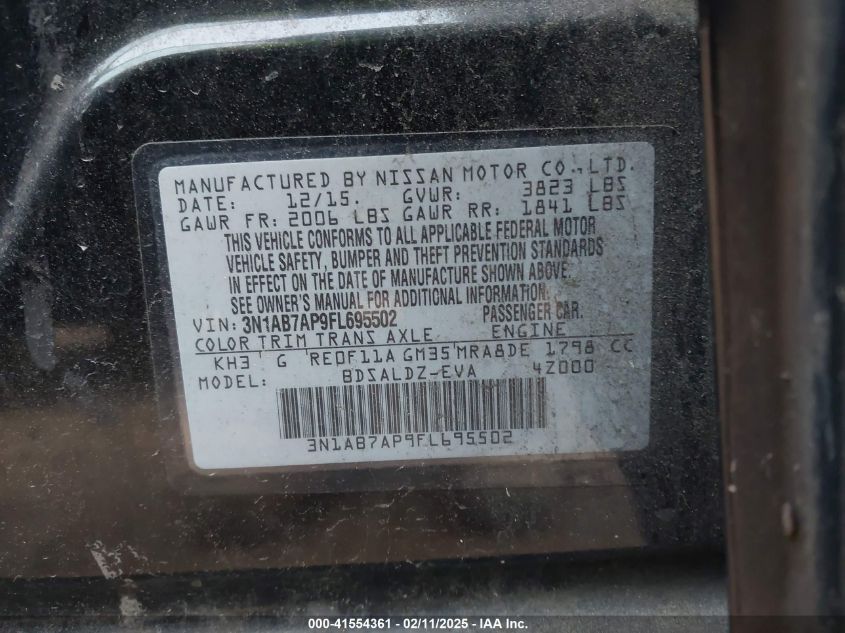 MANUFACTURED BY NISSAN MOTOR CO.,LTD.
DATE: 12/15. GVWR: 3823 LBS
GAWR FR: 2006 LBS GAWR RR: 1841 LBS
THIS VEHICLE CONFORMS TO ALL APPLICABLE FEDERAL MOTOR
VEHICLE SAFETY, BUMPER AND THEFT PREVENTION STANDARDS
IN EFFECT ON THE DATE OF MANUFACTURE SHOWN ABOVE.
SEE OWNER'S MANUAL FOR ADDITIONAL INFORMATION.
VIN: 3N1AB7AP9FL695502 PASSENGER CAR.
COLOR TRIM TRANS AXLE ENGINE
KH3 G RE0F11A GM35 MRA8DE 1798 CC
MODEL: BDSALDZ-EVA 4Z000
3N1AB7AP9FL695502
000-41554361 - 02/11/2025 - IAA Inc.